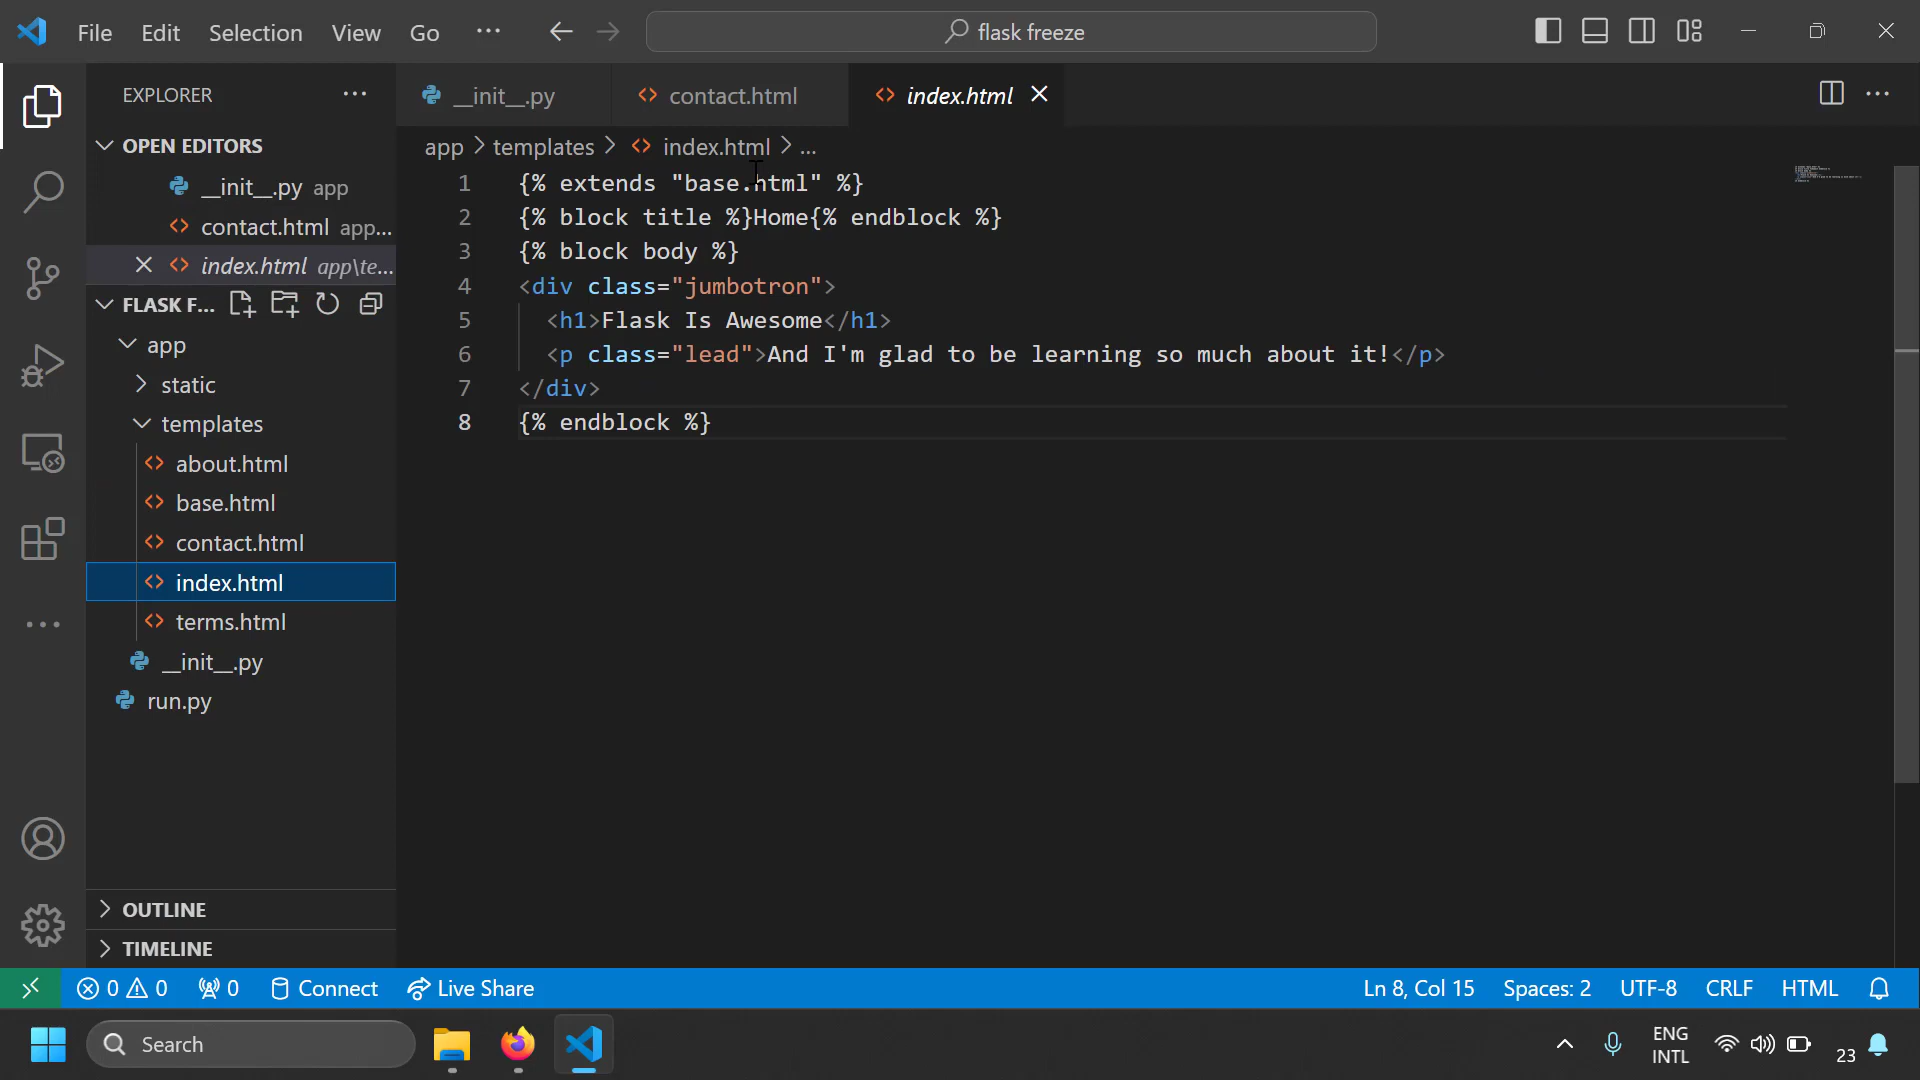 File Edit Selection View Go ... flask freeze
EXPLORER ...
OPEN EDITORS
__init__.py app
contact.html app...
index.html app\te...
FLASK F...
app
static
templates
about.html
base.html
contact.html
index.html
terms.html
__init__.py
run.py
OUTLINE
TIMELINE
__init__.py contact.html index.html
app > templates > index.html > ...
1 {% extends "base.html" %}
2 {% block title %}Home{% endblock %}
3 {% block body %}
4 <div class="jumbotron">
5 <h1>Flask Is Awesome</h1>
6 <p class="lead">And I'm glad to be learning so much about it!</p>
7 </div>
8 {% endblock %}
0 0 0 Connect Live Share Ln 8, Col 15 Spaces: 2 UTF-8 CRLF HTML
Search ENG
INTL
23